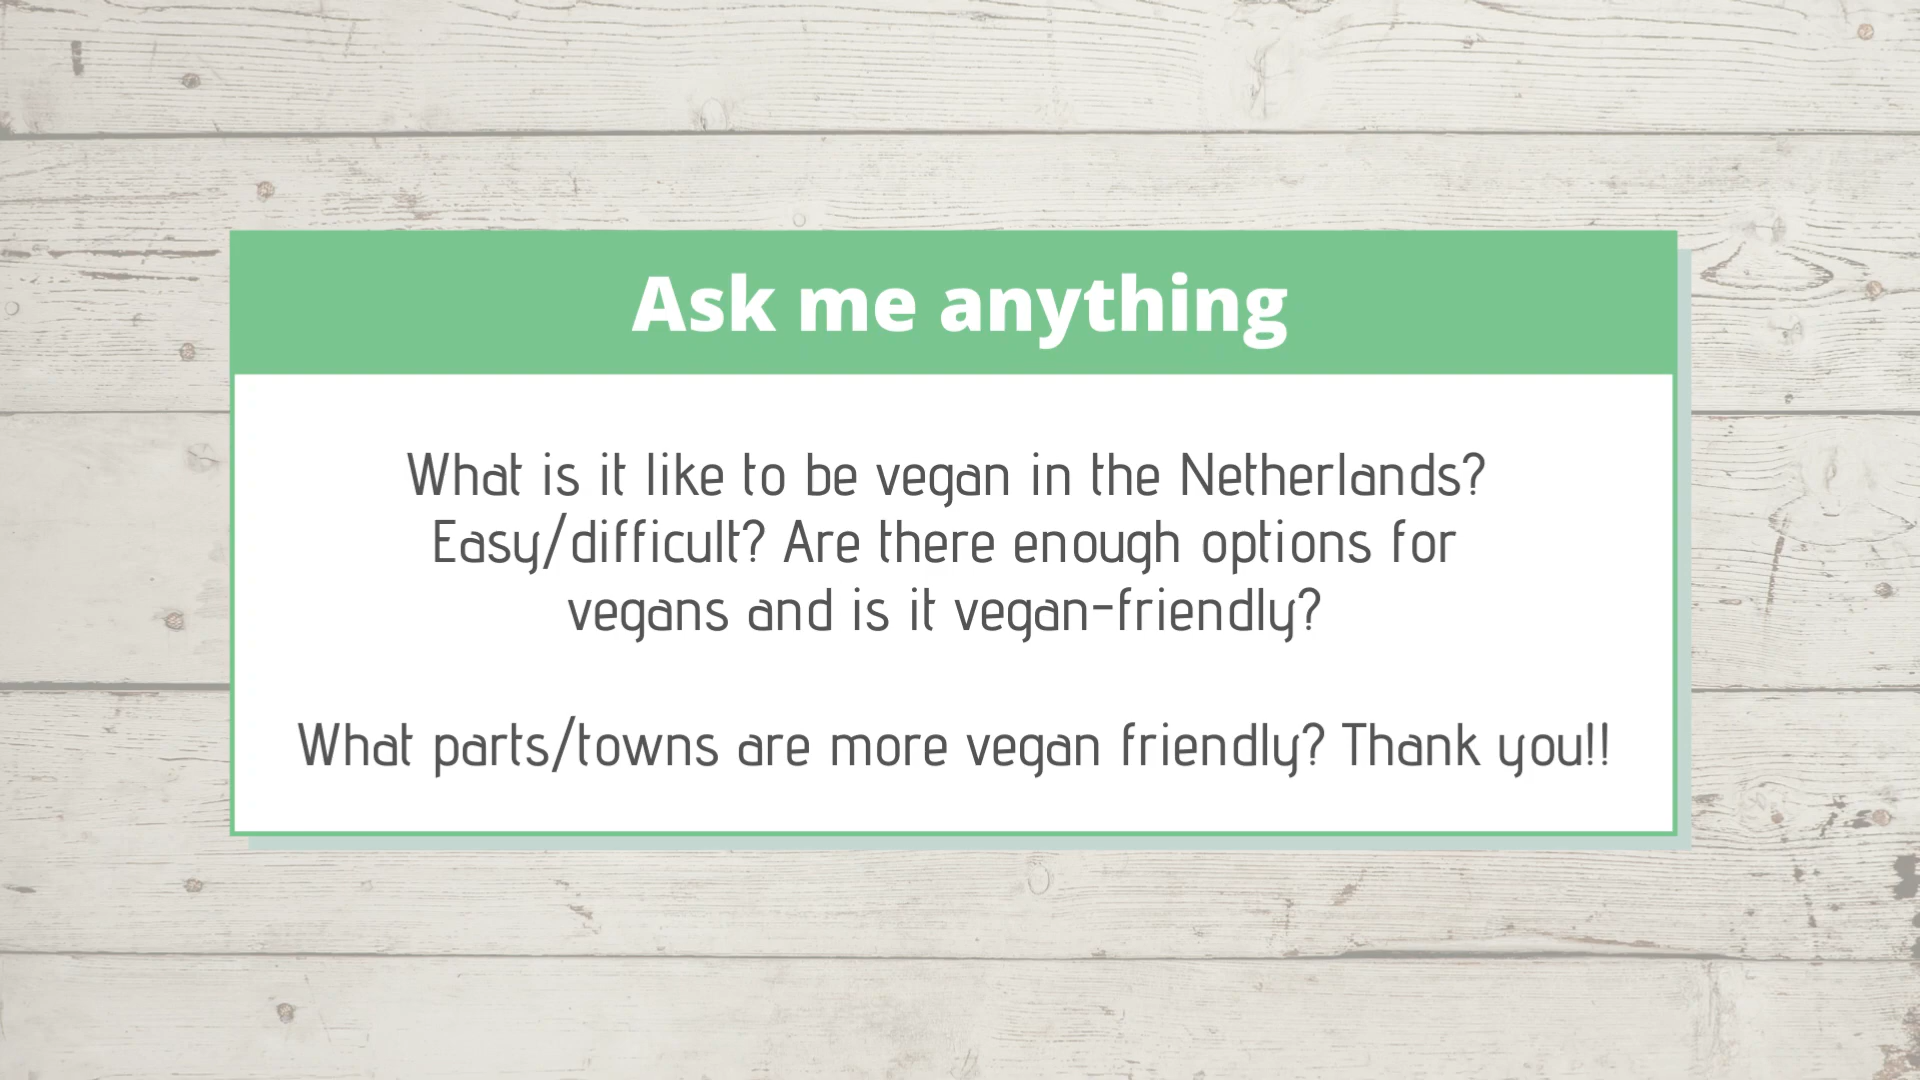 Ask me anything
What is it like to be vegan in the Netherlands?
Easy/difficult? Are there enough options for
vegans and is it vegan-friendly?
What parts/towns are more vegan friendly? Thank you!!